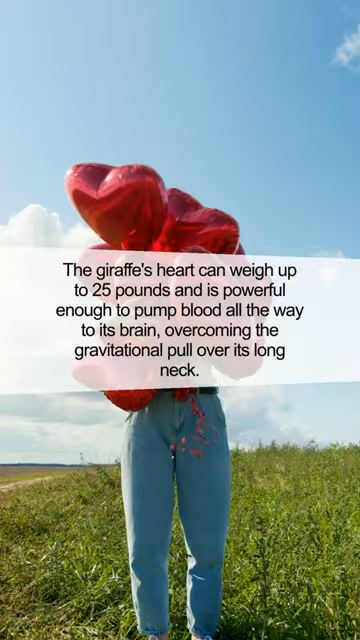 The giraffe's heart can weigh up
to 25 pounds and is powerful
enough to pump blood all the way
to its brain, overcoming the
gravitational pull over its long
neck.